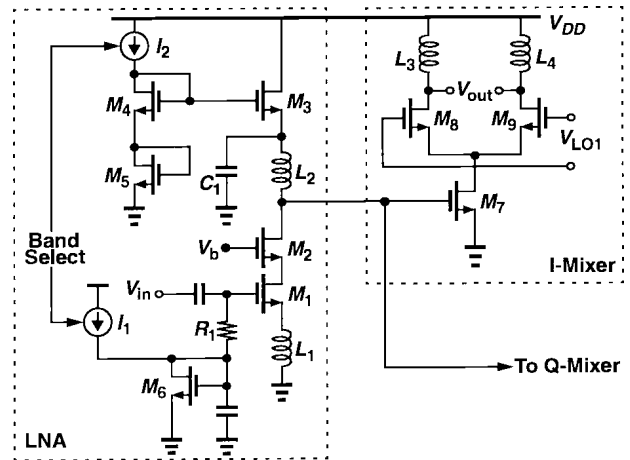 V_DD
I_2
L_3
L_4
V_out
M_4
M_3
M_8
M_9
V_LO1
M_5
C_1
L_2
M_7
Band
Select
V_b
M_2
I-Mixer
V_in
M_1
I_1
R_1
L_1
To Q-Mixer
M_6
LNA